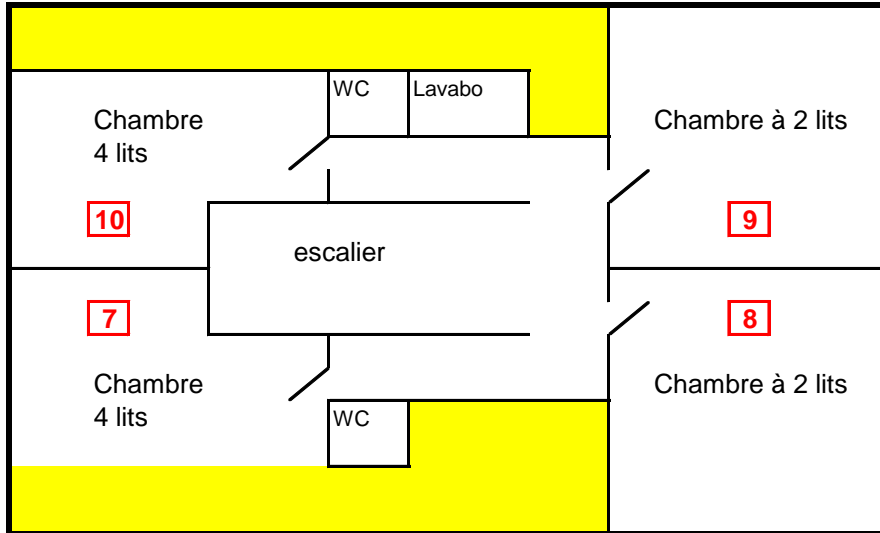 WC
Lavabo
Chambre
4 lits
Chambre à 2 lits
10
9
escalier
7
8
Chambre
4 lits
Chambre à 2 lits
WC